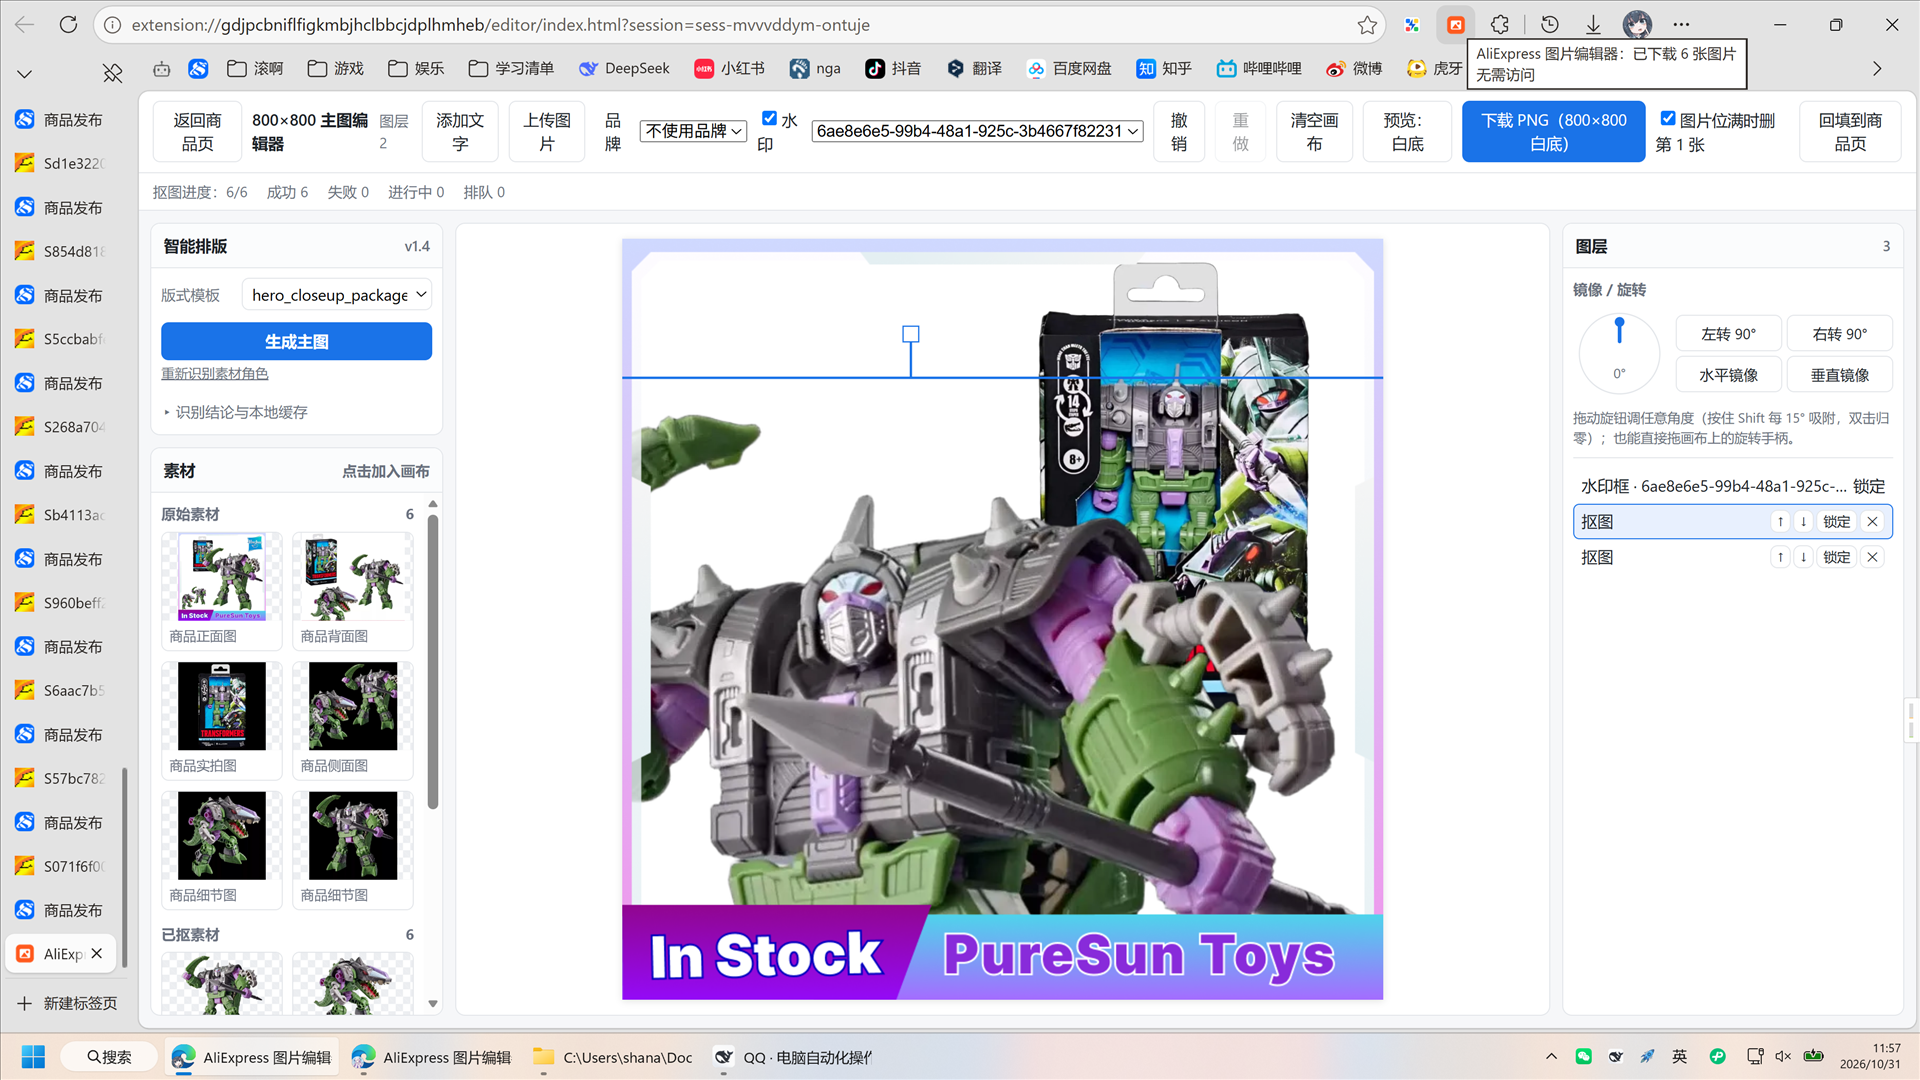 extension://gdjpcbniflfigkmbjhclbbcjdplhmheb/editor/index.html?session=sess-mvvvddym-ontuje
AliExpress 图片编辑器：已下载 6 张图片
无需访问
滚啊
游戏
娱乐
学习清单
DeepSeek
小红书
nga
抖音
翻译
百度网盘
知乎
哔哩哔哩
微博
虎牙
商品发布
Sd1e3220
商品发布
S854d818
商品发布
S5ccbabf
商品发布
S268a704
商品发布
Sb4113ac
商品发布
S960beff
商品发布
S6aac7b5
商品发布
S57bc782
商品发布
S071f6f00
商品发布
AliExp
新建标签页
返回商品页
800×800 主图编辑器
图层 2
添加文字
上传图片
品牌
不使用品牌
水印
6ae8e6e5-99b4-48a1-925c-3b4667f82231
撤销
重做
清空画布
预览：白底
下载 PNG（800×800 白底）
图片位满时删第 1 张
回填到商品页
抠图进度：6/6 成功 6 失败 0 进行中 0 排队 0
智能排版 v1.4
版式模板 hero_closeup_package
生成主图
重新识别素材角色
识别结论与本地缓存
素材 点击加入画布
原始素材 6
In Stock PureSun Toys
TRANSFORMERS
商品正面图 商品背面图
TRANSFORMERS
商品实拍图 商品侧面图
商品细节图 商品细节图
已抠素材 6
14
8+
In Stock PureSun Toys
图层 3
镜像 / 旋转
0°
左转 90° 右转 90°
水平镜像 垂直镜像
拖动旋钮调任意角度（按住 Shift 每 15° 吸附，双击归
零）；也能直接拖画布上的旋转手柄。
水印框 · 6ae8e6e5-99b4-48a1-925c-... 锁定
抠图 ↑ ↓ 锁定 ×
抠图 ↑ ↓ 锁定 ×
搜索
AliExpress 图片编辑
AliExpress 图片编辑
C:\Users\shana\Doc
QQ · 电脑自动化操作
英
11:57
2026/10/31